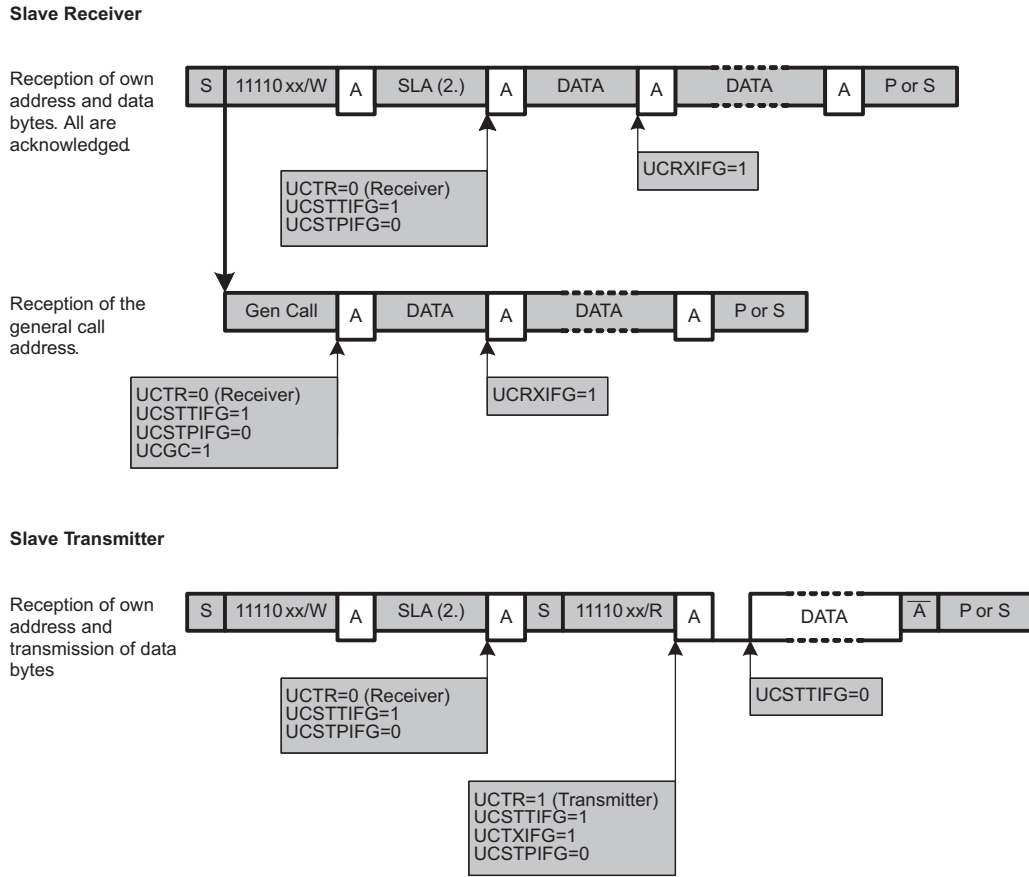 Slave Receiver
Reception of own
address and data
bytes. All are
acknowledged.
S 11110 xx/W A SLA (2.) A DATA A DATA A P or S
UCTR=0 (Receiver)
UCSTTIFG=1
UCSTPIFG=0
UCRXIFG=1
Reception of the
general call
address.
Gen Call A DATA A DATA A P or S
UCTR=0 (Receiver)
UCSTTIFG=1
UCSTPIFG=0
UCGC=1
UCRXIFG=1
Slave Transmitter
Reception of own
address and
transmission of data
bytes
S 11110 xx/W A SLA (2.) A S 11110 xx/R A DATA A̅ P or S
UCTR=0 (Receiver)
UCSTTIFG=1
UCSTPIFG=0
UCSTTIFG=0
UCTR=1 (Transmitter)
UCSTTIFG=1
UCTXIFG=1
UCSTPIFG=0